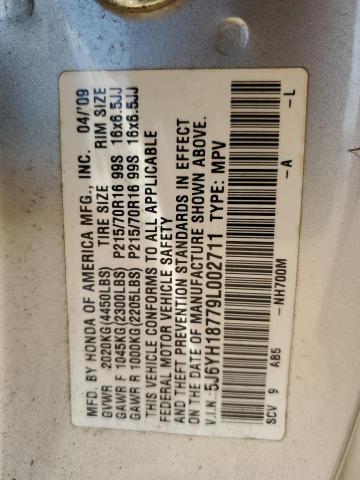 MFD. BY HONDA OF AMERICA MFG., INC. 04/'09
TIRE SIZE RIM SIZE
GVWR 2020KG(4450LBS)
GAWR F 1045KG(2300LBS) P215/70R16 99S 16x6.5JJ
GAWR R 1000KG(2205LBS) P215/70R16 99S 16x6.5JJ
THIS VEHICLE CONFORMS TO ALL APPLICABLE
FEDERAL MOTOR VEHICLE SAFETY
AND THEFT PREVENTION STANDARDS IN EFFECT
ON THE DATE OF MANUFACTURE SHOWN ABOVE.
V.I.N.:5J6YH18779L002711 TYPE: MPV
SCV 9 AB5 -NH700M -A -L